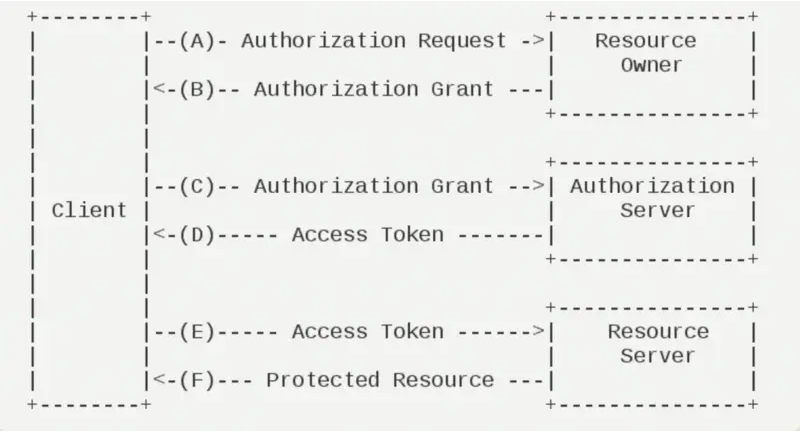 +--------+                               +---------------+
|        |--(A)- Authorization Request ->|   Resource    |
|        |                               |     Owner     |
|        |<-(B)-- Authorization Grant ---|               |
|        |                               +---------------+
|        |
|        |                               +---------------+
|        |--(C)-- Authorization Grant -->| Authorization |
| Client |                               |     Server    |
|        |<-(D)----- Access Token -------|               |
|        |                               +---------------+
|        |
|        |                               +---------------+
|        |--(E)----- Access Token ------>|    Resource   |
|        |                               |     Server    |
|        |<-(F)--- Protected Resource ---|               |
+--------+                               +---------------+